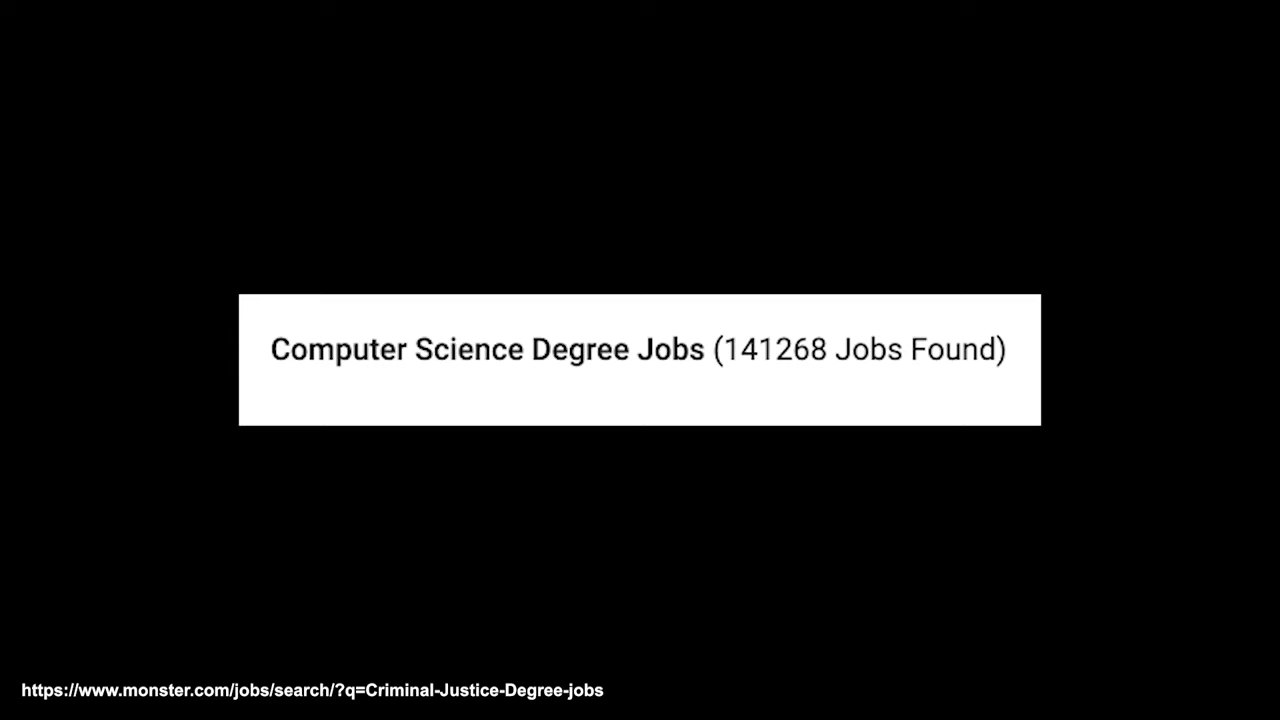 Computer Science Degree Jobs (141268 Jobs Found)
https://www.monster.com/jobs/search/?q=Criminal-Justice-Degree-jobs